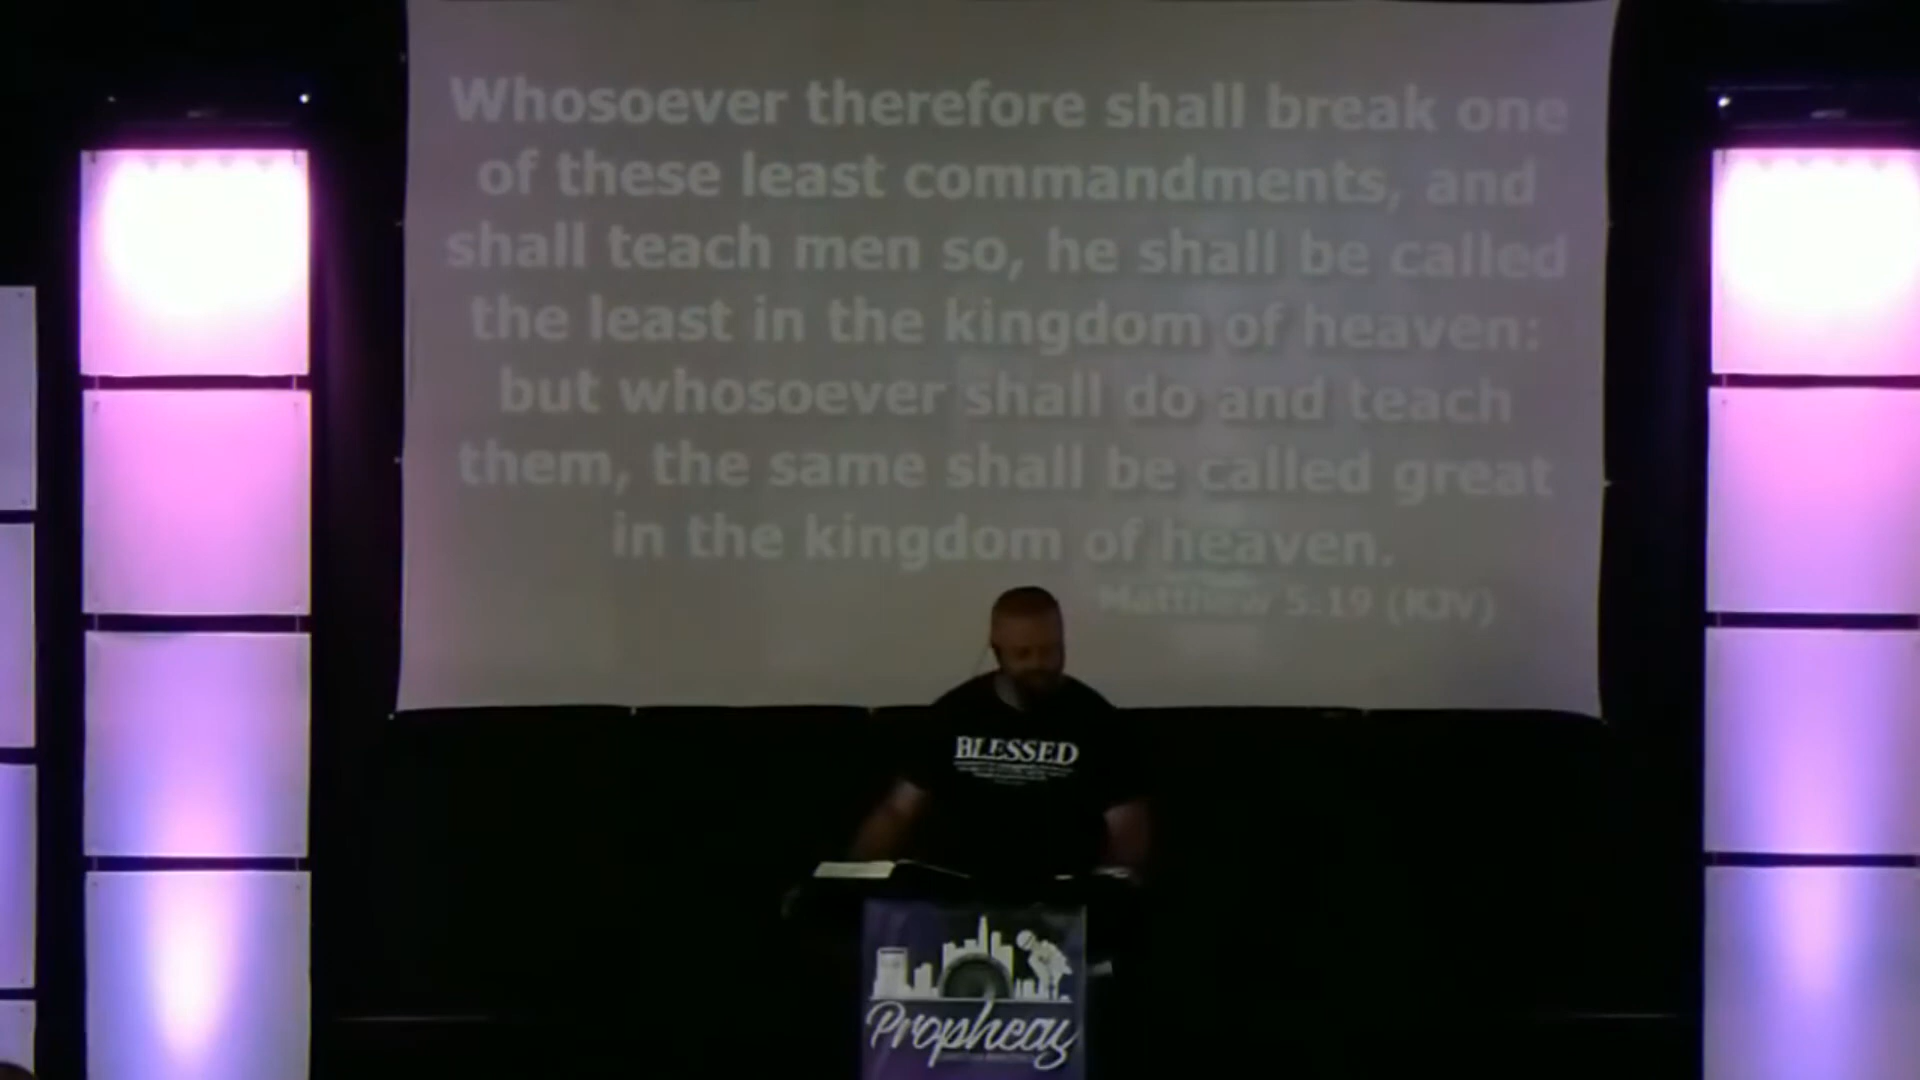 Whosoever therefore shall break one
of these least commandments, and
shall teach men so, he shall be called
the least in the kingdom of heaven:
but whosoever shall do and teach
them, the same shall be called great
in the kingdom of heaven.
Matthew 5:19 (KJV)
BLESSED
Propheaz